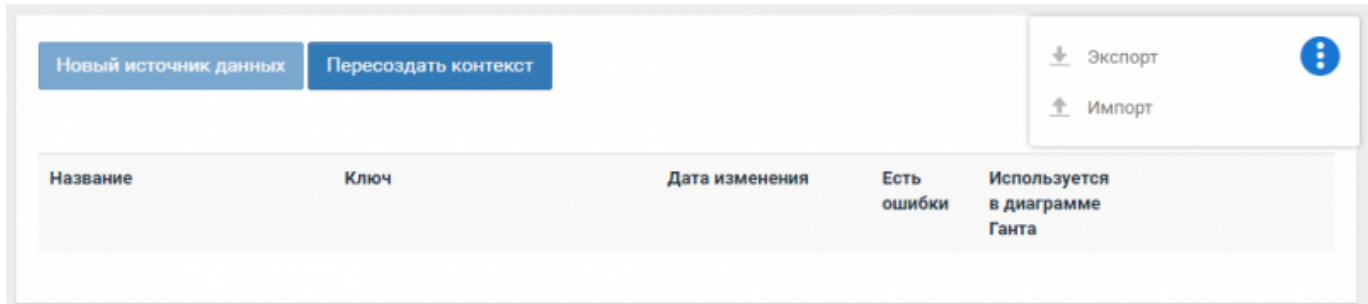 Новый источник данных Пересоздать контекст Экспорт
Импорт
Название Ключ Дата изменения Есть Используется
ошибки в диаграмме
Ганта